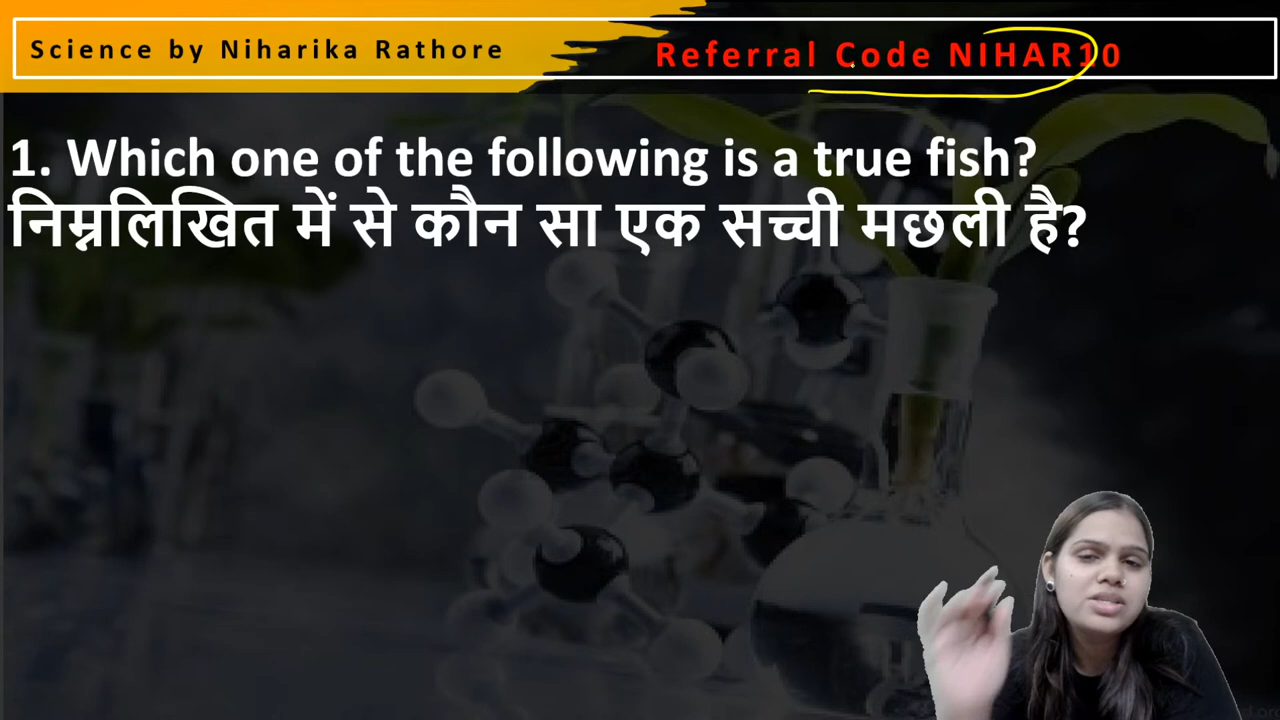 Science by Niharika Rathore
Referral Code NIHAR10
1. Which one of the following is a true fish?
निम्नलिखित में से कौन सा एक सच्ची मछली है?